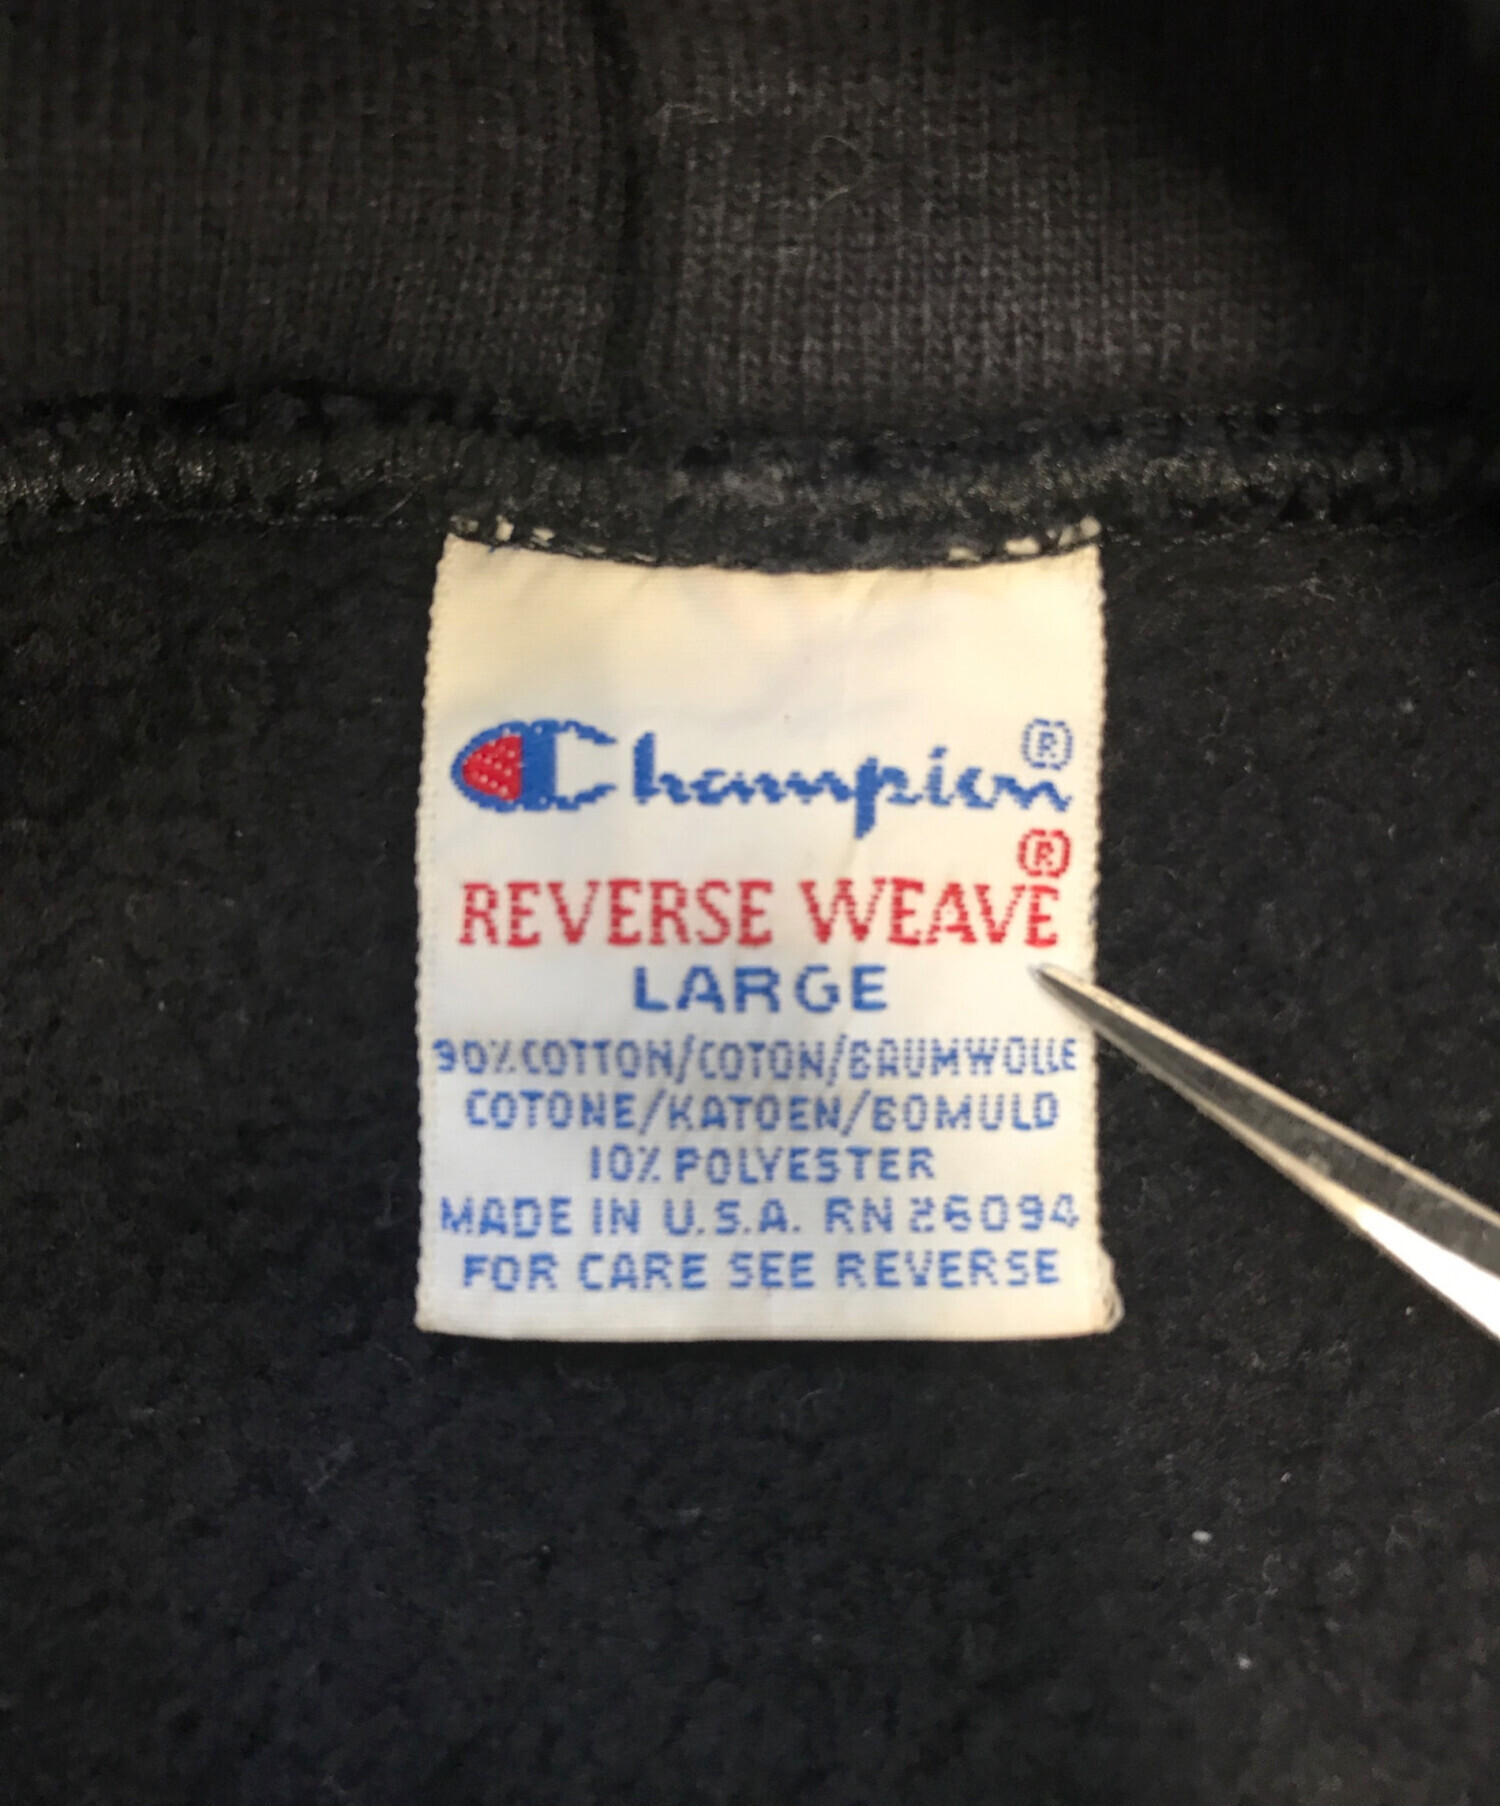 Champion®
REVERSE WEAVE®
LARGE
90% COTTON/COTON/BAUMWOLLE
COTONE/KATOEN/BOMULD
10% POLYESTER
MADE IN U.S.A. RN 26094
FOR CARE SEE REVERSE